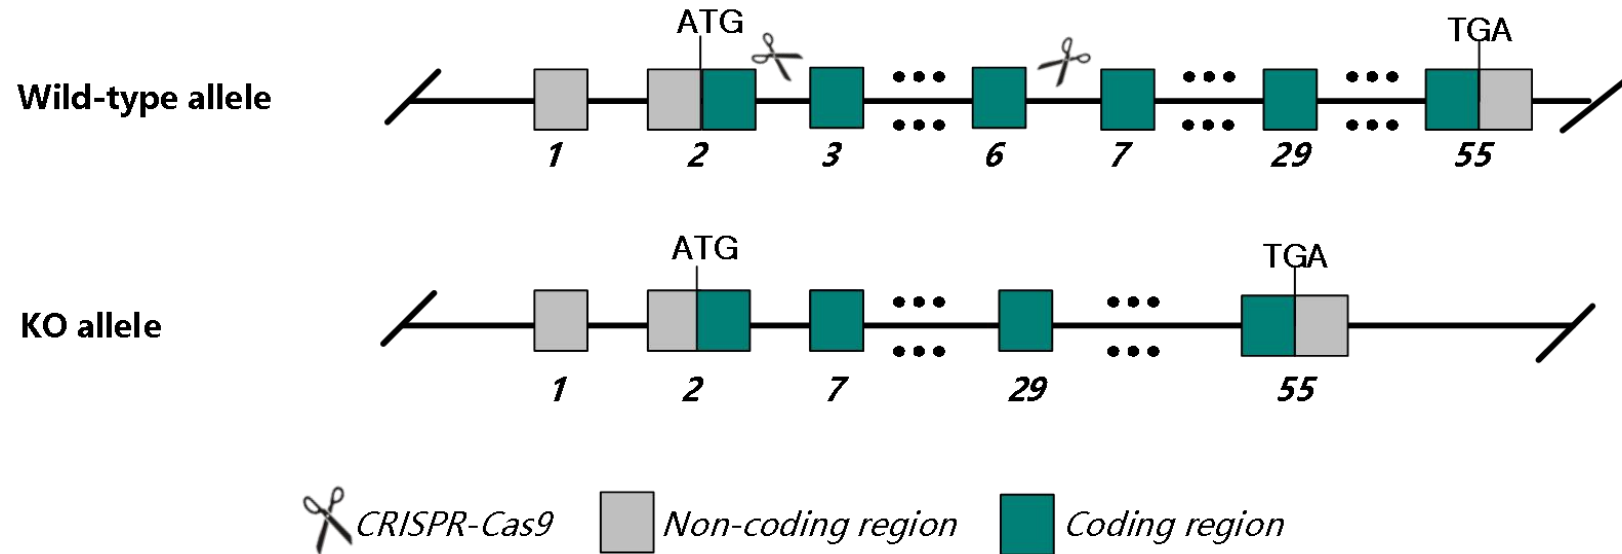 ATG
TGA
Wild-type allele
1 2 3 6 7 29 55
ATG
TGA
KO allele
1 2 7 29 55
CRISPR-Cas9 Non-coding region Coding region